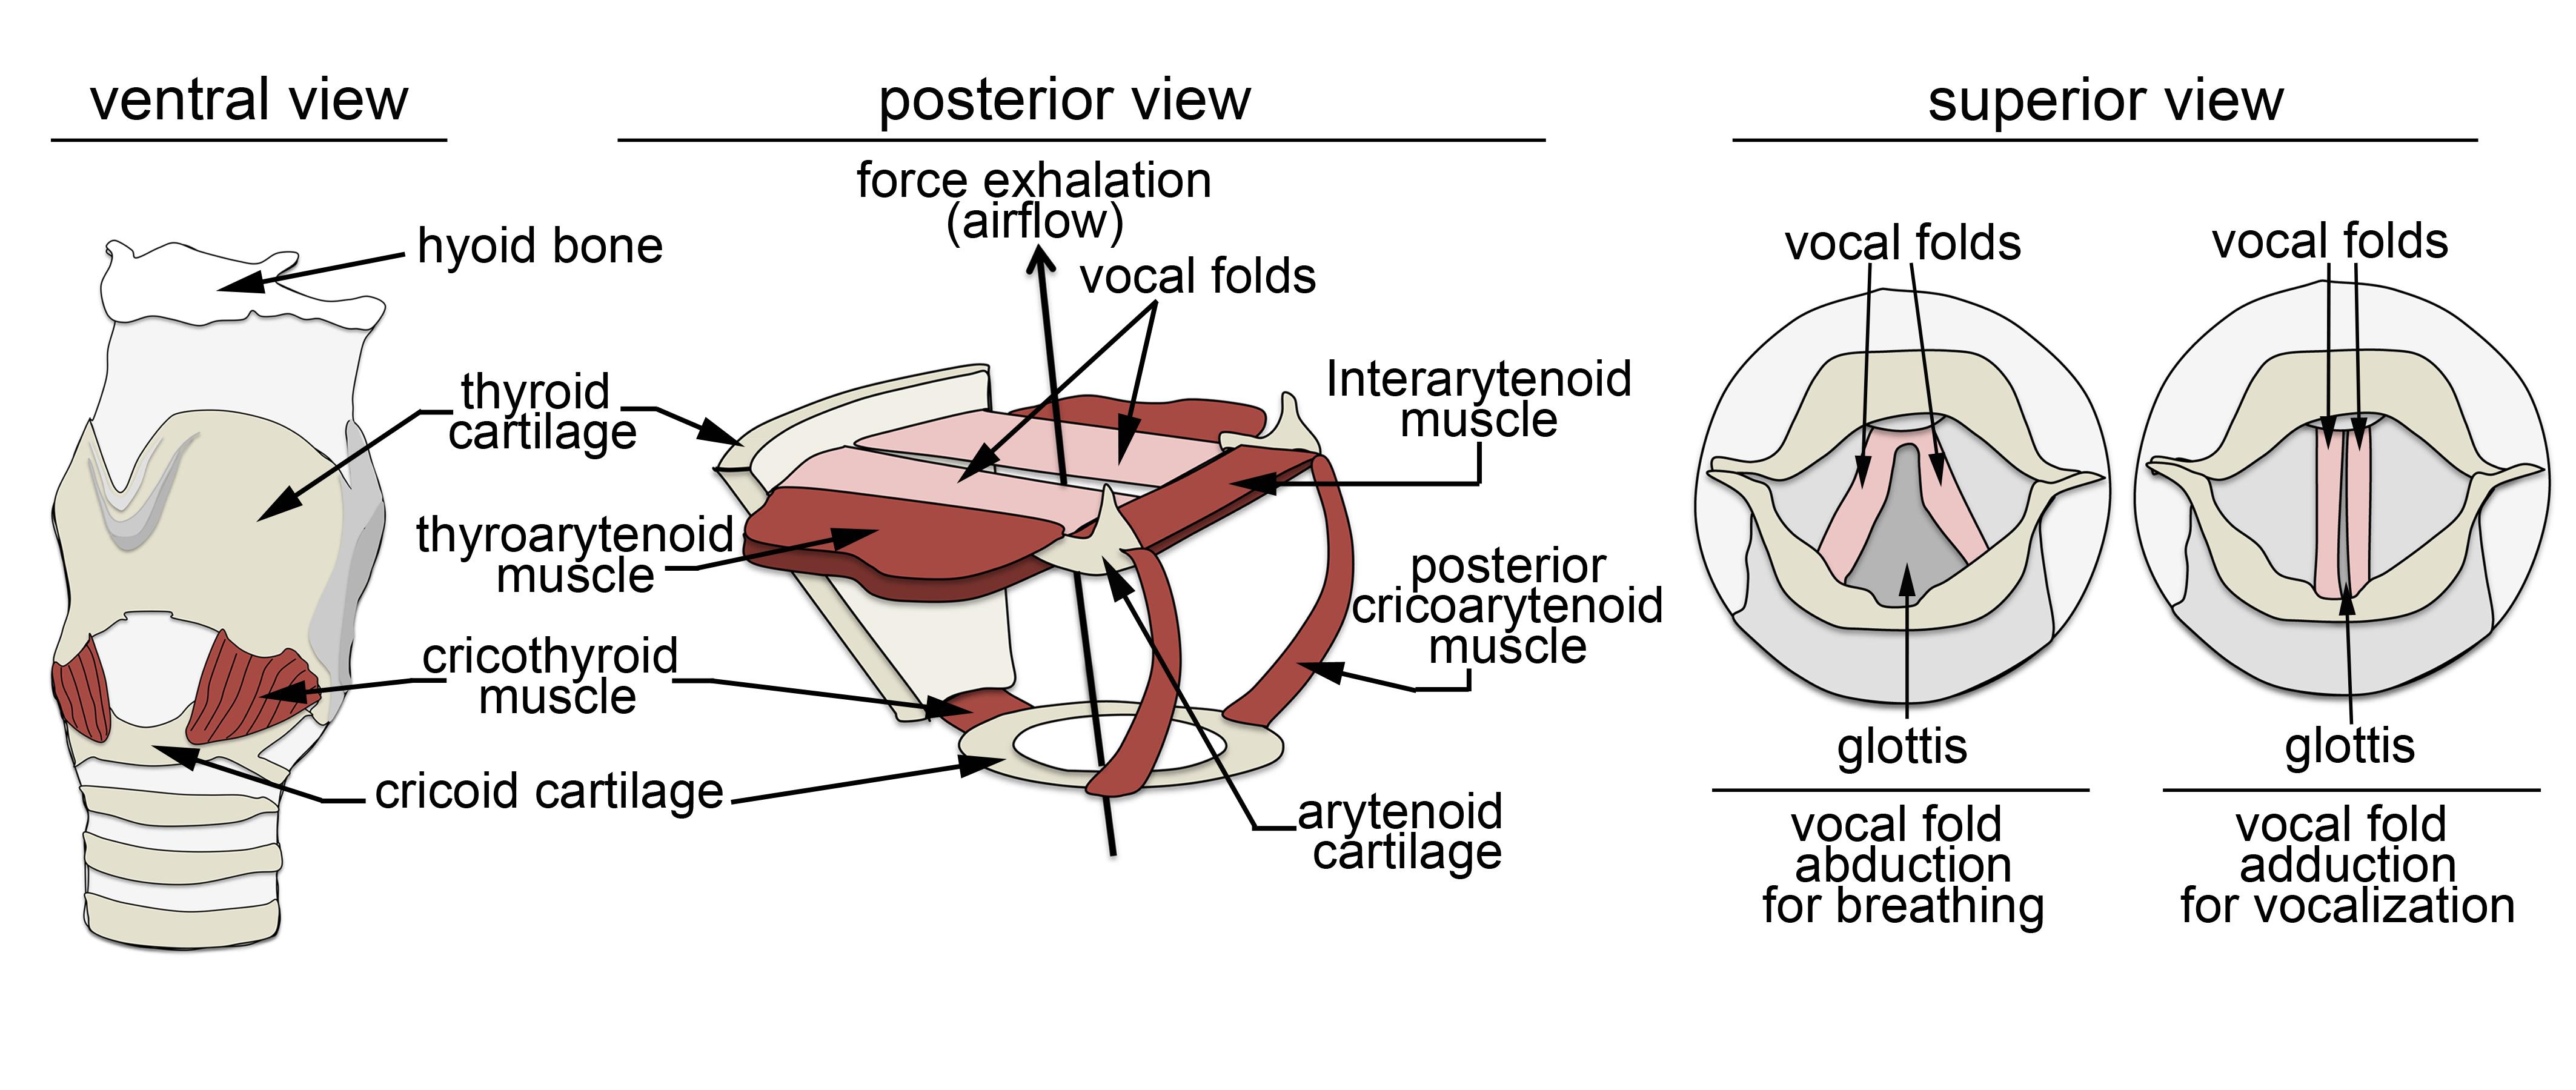 ventral view
hyoid bone
thyroid
cartilage
thyroarytenoid
muscle
cricothyroid
muscle
cricoid cartilage
posterior view
force exhalation
(airflow)
vocal folds
Interarytenoid
muscle
posterior
cricoarytenoid
muscle
arytenoid
cartilage
superior view
vocal folds
glottis
vocal fold
abduction
for breathing
vocal folds
glottis
vocal fold
adduction
for vocalization